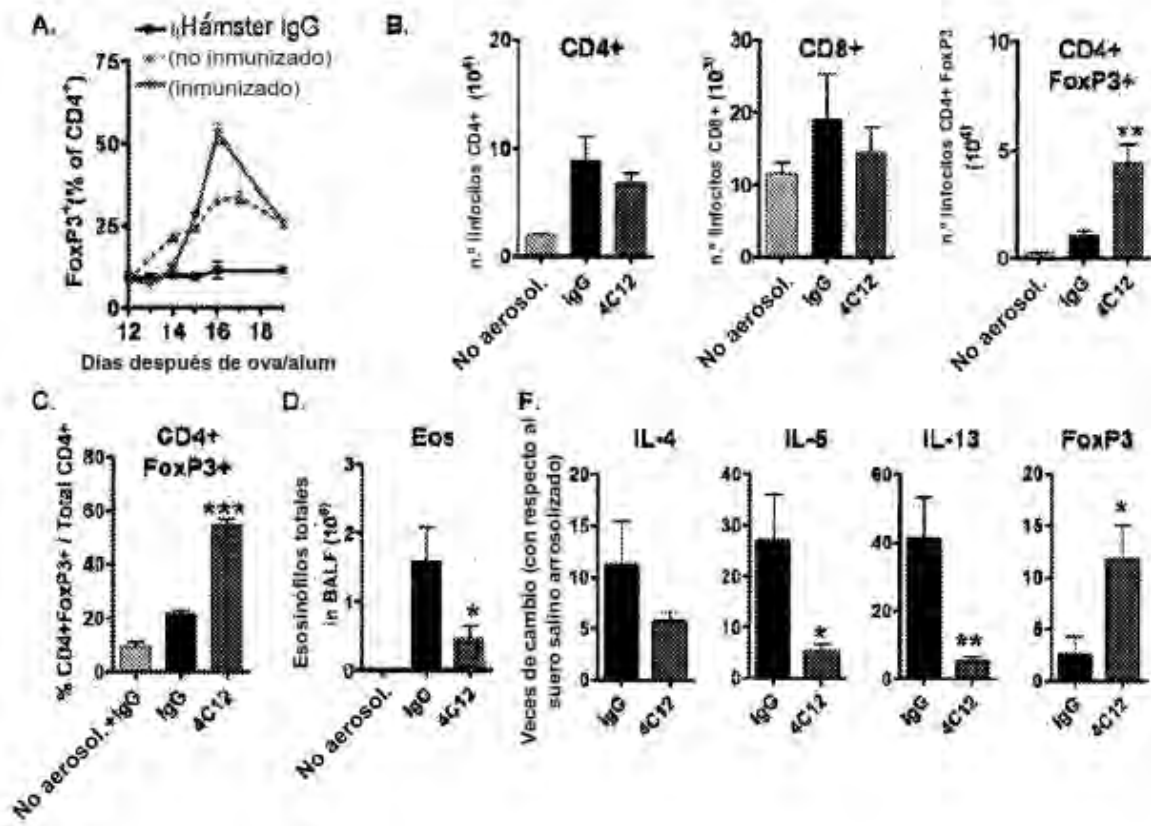 A.
Hámster IgG
(no inmunizado)
(inmunizado)
FoxP3+(% of CD4+)
75
50
25
0
12 14 16 18
Dias después de ova/alum
B.
CD4+
n.º linfocitos CD4+ (10⁴)
20
10
0
No aerosol.
IgG
4C12
CD8+
n.º linfocitos CD8+ (10³)
30
20
10
0
No aerosol.
IgG
4C12
CD4+
FoxP3+
n.º linfocitos CD4+ FoxP3
(10⁴)
10
5
0
**
No aerosol.
IgG
4C12
C.
CD4+
FoxP3+
% CD4+FoxP3+ / Total CD4+
80
60
40
20
0
***
No aerosol. +IgG
IgG
4C12
D.
Eos
Esosinófilos totales
in BALF (10⁶)
3
2
1
0
*
No aerosol.
IgG
4C12
Veces de cambio (con respecto al
suero salino arrosolizado)
IL-4
20
15
10
5
0
IgG
4C12
IL-5
40
30
20
10
0
*
IgG
4C12
IL-13
60
40
20
0
**
IgG
4C12
FoxP3
20
15
10
5
0
*
IgG
4C12